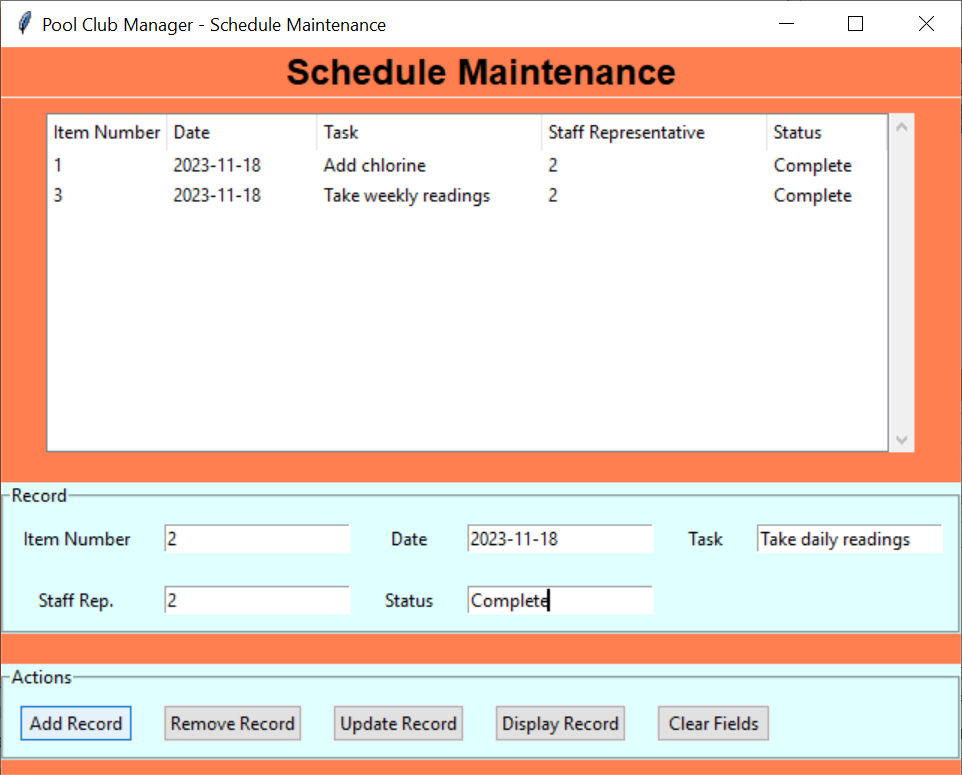 Pool Club Manager - Schedule Maintenance
Schedule Maintenance
Item Number Date Task Staff Representative Status
1 2023-11-18 Add chlorine 2 Complete
3 2023-11-18 Take weekly readings 2 Complete
Record
Item Number 2 Date 2023-11-18 Task Take daily readings
Staff Rep. 2 Status Complete
Actions
Add Record Remove Record Update Record Display Record Clear Fields